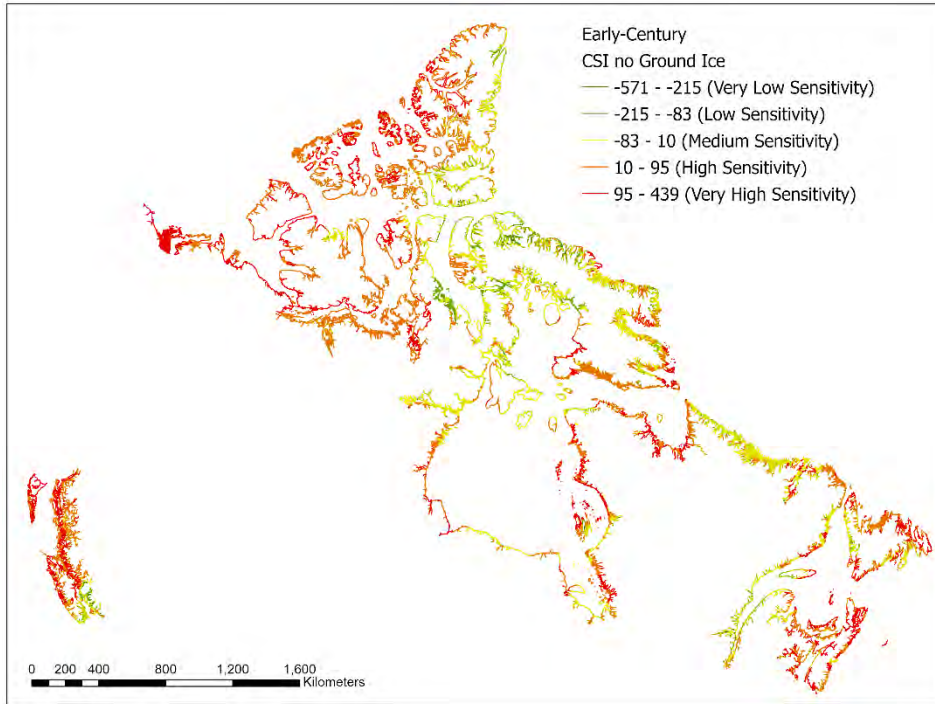 Early-Century
CSI no Ground Ice
-571 - -215 (Very Low Sensitivity)
-215 - -83 (Low Sensitivity)
-83 - 10 (Medium Sensitivity)
10 - 95 (High Sensitivity)
95 - 439 (Very High Sensitivity)
0 200 400 800 1,200 1,600
Kilometers